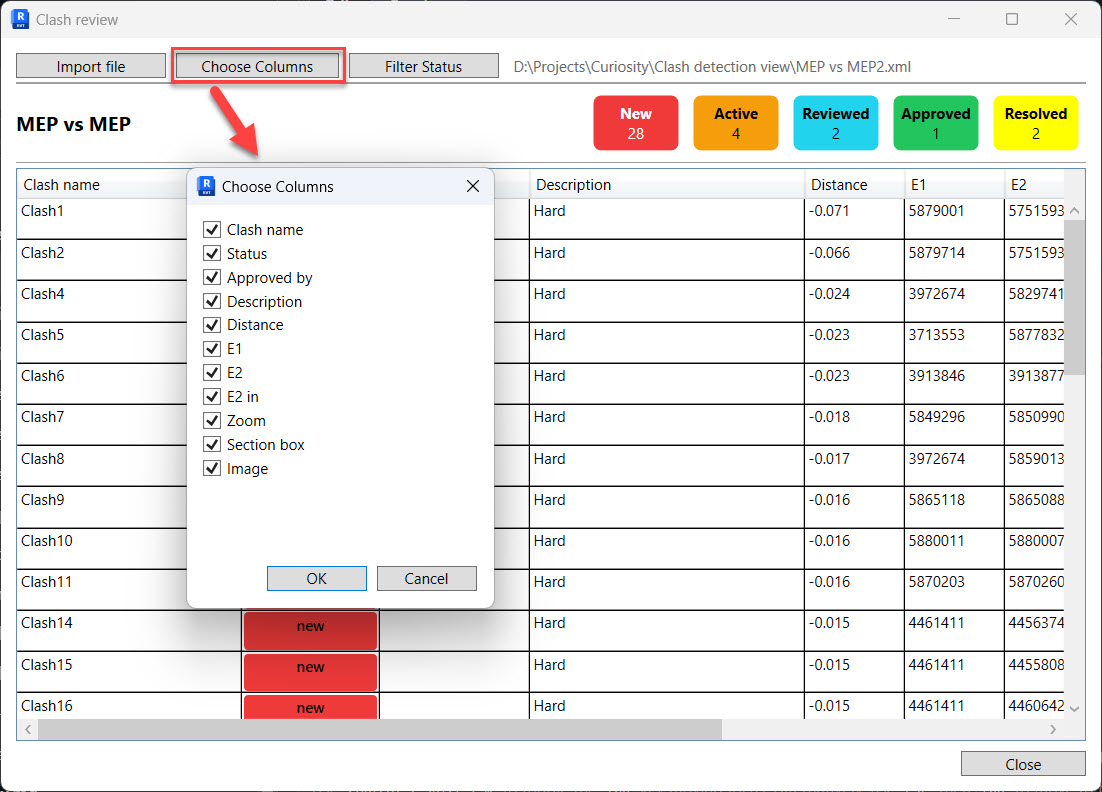 R
RVT
Clash review
Import file Choose Columns Filter Status D:\Projects\Curiosity\Clash detection view\MEP vs MEP2.xml
MEP vs MEP
New Active Reviewed Approved Resolved
28 4 2 1 2
Clash name Description Distance E1 E2
Clash1 Hard -0.071 5879001 5751593
Clash2 Hard -0.066 5879714 5751593
Clash4 Hard -0.024 3972674 5829741
Clash5 Hard -0.023 3713553 5877832
Clash6 Hard -0.023 3913846 3913877
Clash7 Hard -0.018 5849296 5850990
Clash8 Hard -0.017 3972674 5859013
Clash9 Hard -0.016 5865118 5865088
Clash10 Hard -0.016 5880011 5880007
Clash11 Hard -0.016 5870203 5870260
Clash14 new Hard -0.015 4461411 4456374
Clash15 new Hard -0.015 4461411 4455808
Clash16 new Hard -0.015 4461411 4460642
R
RVT
Choose Columns
Clash name
Status
Approved by
Description
Distance
E1
E2
E2 in
Zoom
Section box
Image
OK Cancel
Close